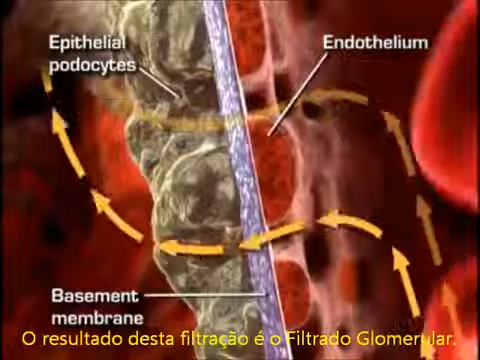 Epithelial
podocytes
Endothelium
Basement
membrane
O resultado desta filtração é o Filtrado Glomerular.